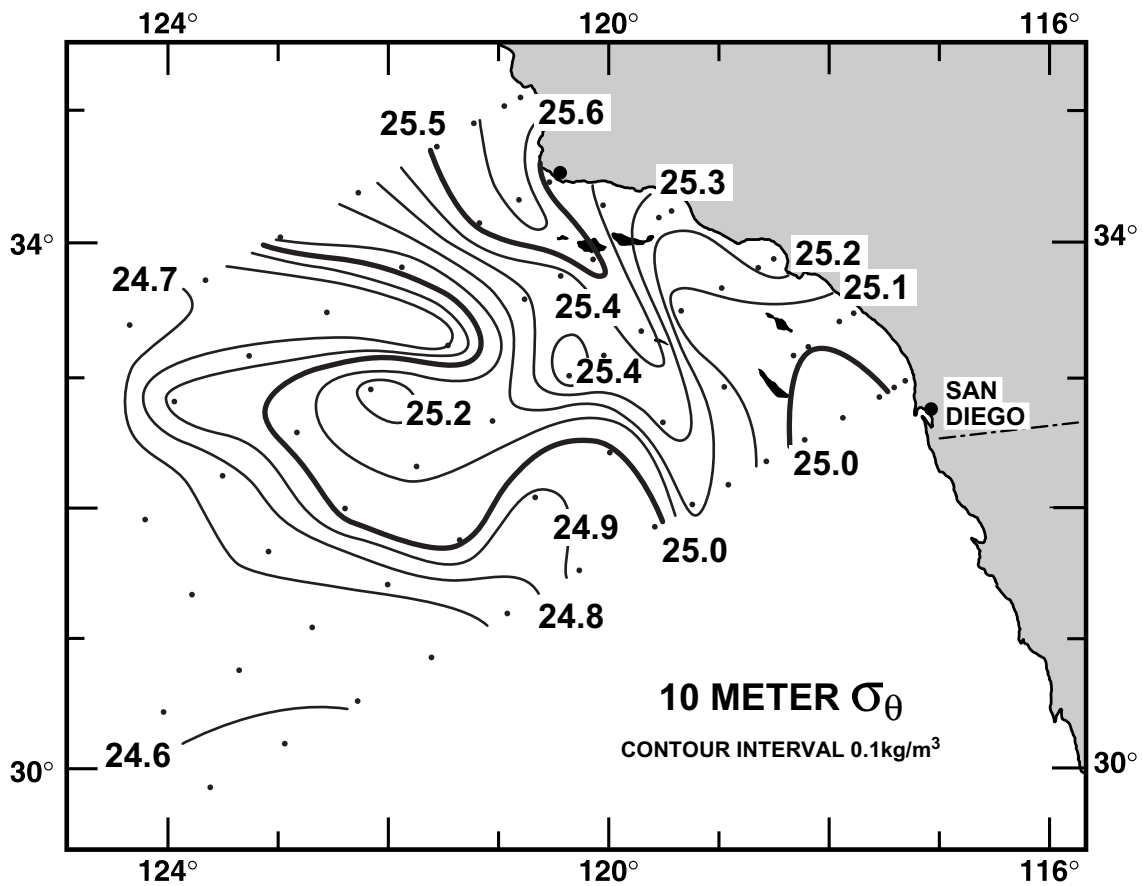 124° 120° 116°
25.5
25.6
25.3
34° 34°
25.2
24.7
25.1
25.4
25.4
25.2
SAN
DIEGO
25.0
24.9
25.0
24.8
10 METER σθ
CONTOUR INTERVAL 0.1kg/m³
24.6
30° 30°
124° 120° 116°